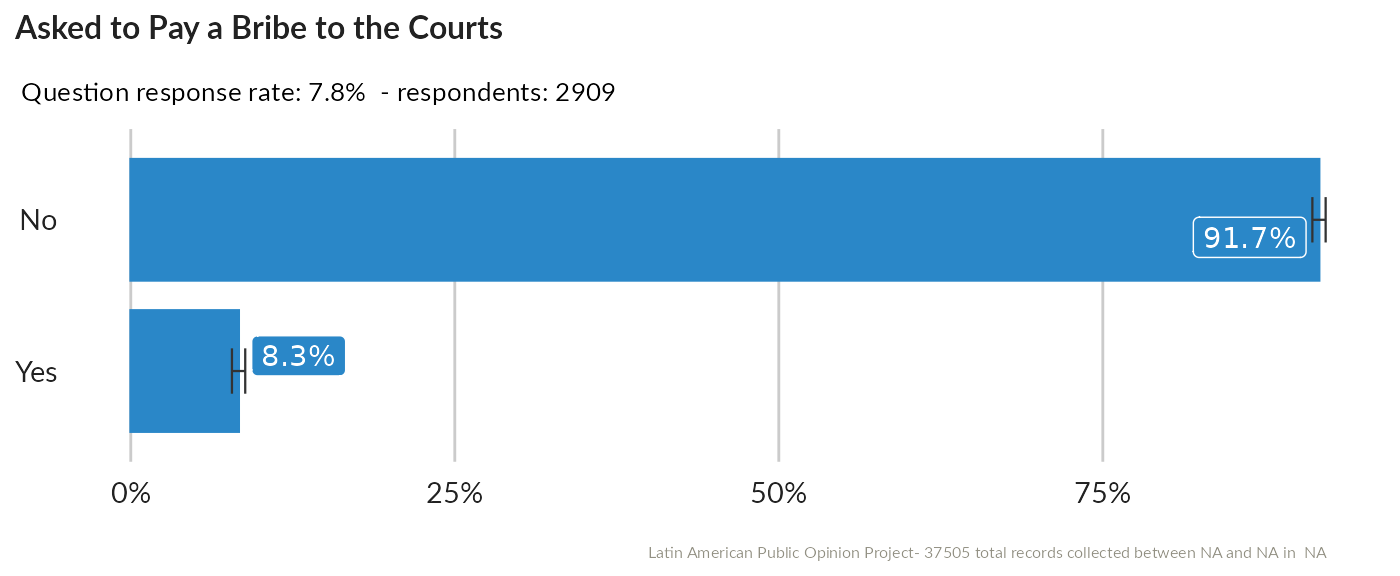 Asked to Pay a Bribe to the Courts
Question response rate: 7.8%  - respondents: 2909
No
91.7%
Yes
8.3%
0%
25%
50%
75%
Latin American Public Opinion Project- 37505 total records collected between NA and NA in  NA